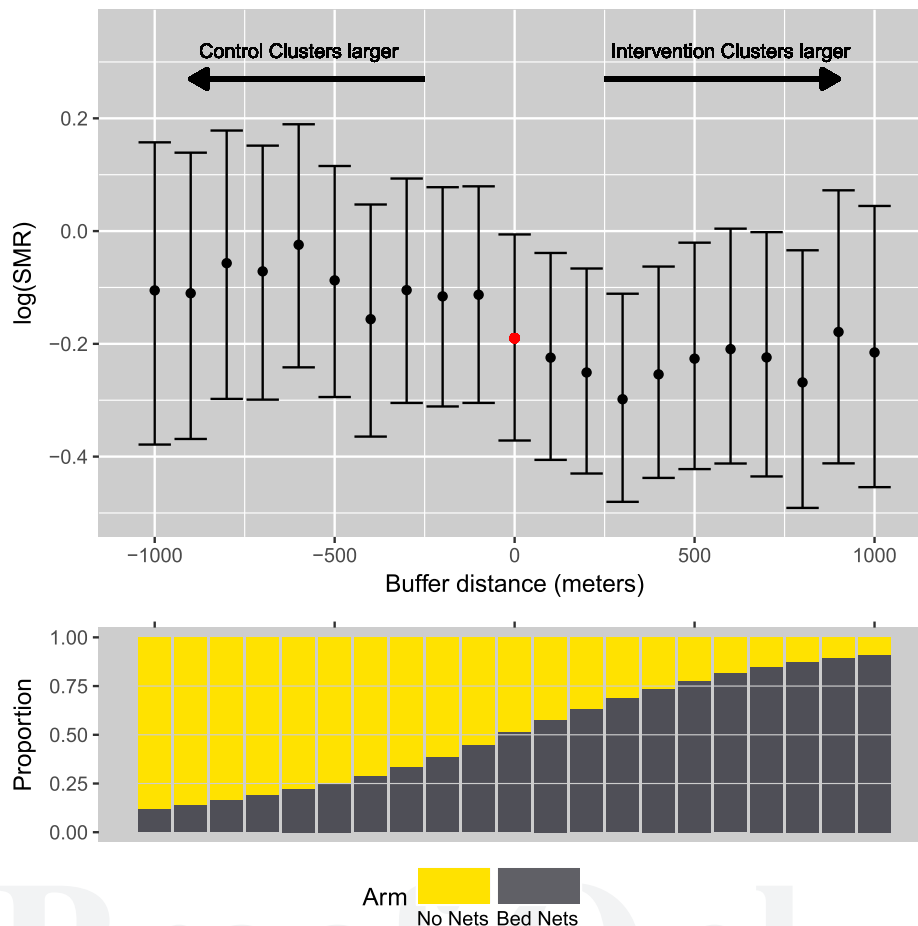 Control Clusters larger
Intervention Clusters larger
0.2
0.0
−0.2
−0.4
log(SMR)
−1000 −500 0 500 1000
Buffer distance (meters)
1.00
0.75
0.50
0.25
0.00
Proportion
Arm
No Nets Bed Nets